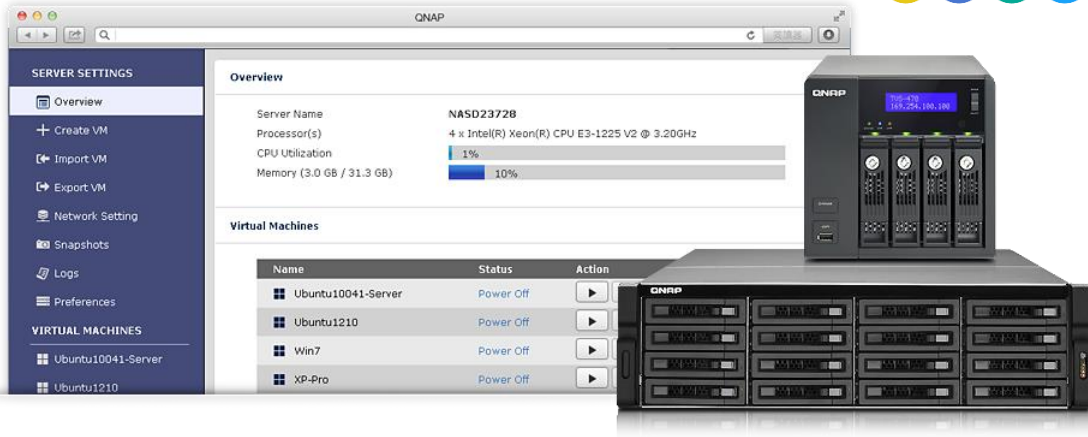 QNAP
SERVER SETTINGS
Overview
Create VM
Import VM
Export VM
Network Setting
Snapshots
Logs
Preferences
VIRTUAL MACHINES
Ubuntu10041-Server
Ubuntu1210
Overview
Server Name NASD23728
Processor(s) 4 x Intel(R) Xeon(R) CPU E3-1225 V2 @ 3.20GHz
CPU Utilization 1%
Memory (3.0 GB / 31.3 GB) 10%
Virtual Machines
Name Status Action
Ubuntu10041-Server Power Off
Ubuntu1210 Power Off
Win7 Power Off
XP-Pro Power Off
QNAP
TVS-470
169.254.100.100
QNAP